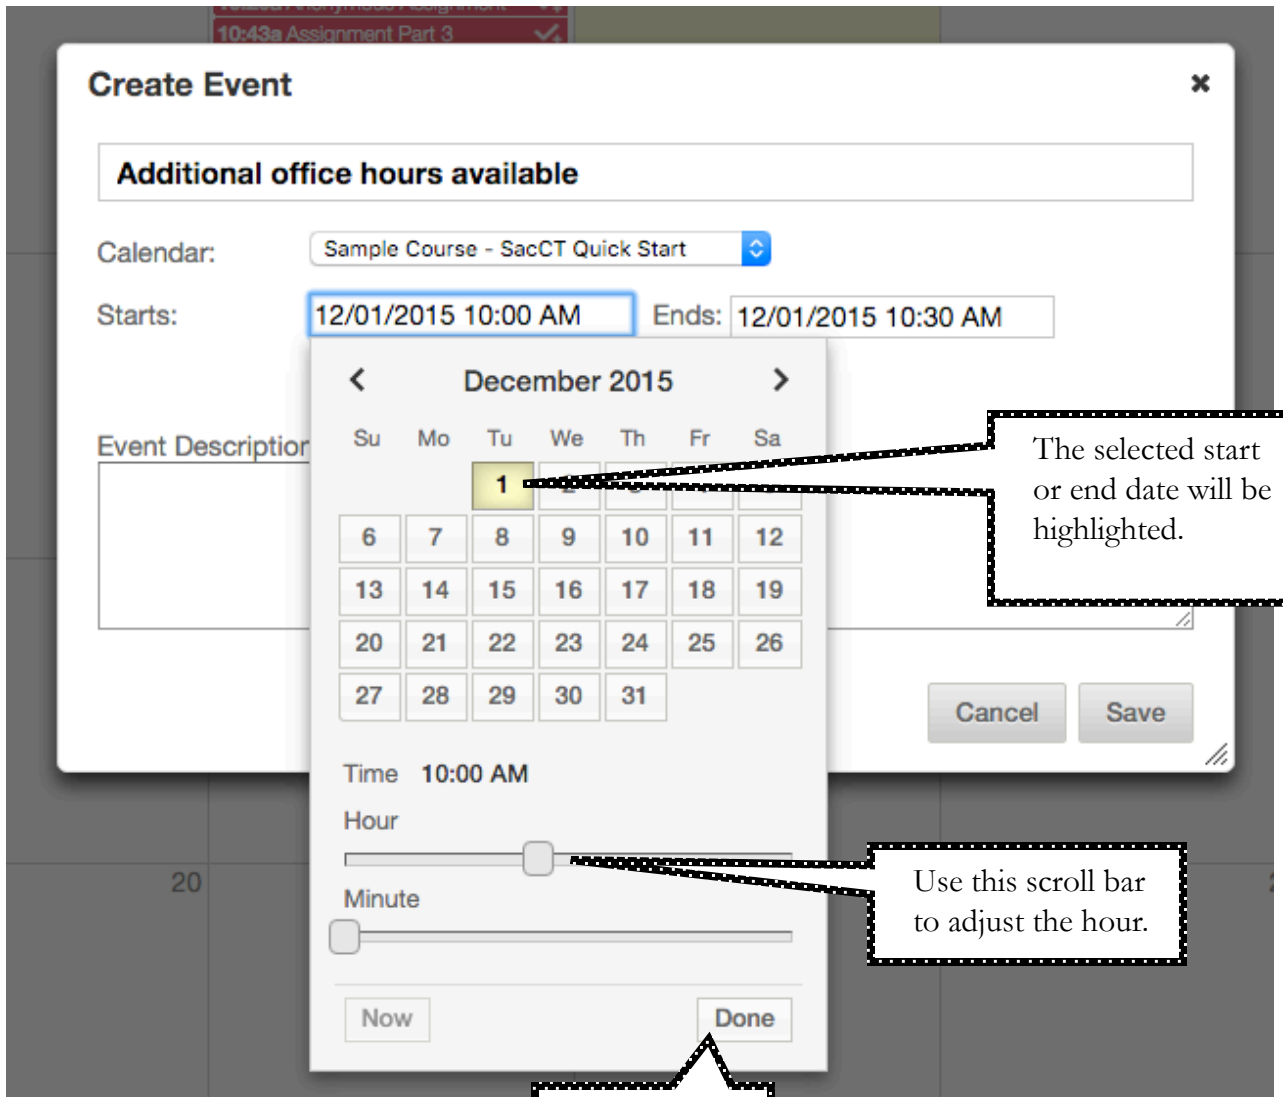 10:43a Assignment Part 3
Create Event
Additional office hours available
Calendar: Sample Course - SacCT Quick Start
Starts: 12/01/2015 10:00 AM Ends: 12/01/2015 10:30 AM
December 2015
Event Description
Su Mo Tu We Th Fr Sa
1
6 7 8 9 10 11 12
13 14 15 16 17 18 19
20 21 22 23 24 25 26
27 28 29 30 31
The selected start
or end date will be
highlighted.
Cancel Save
Time 10:00 AM
Hour
20
Minute
Use this scroll bar
to adjust the hour.
Now Done